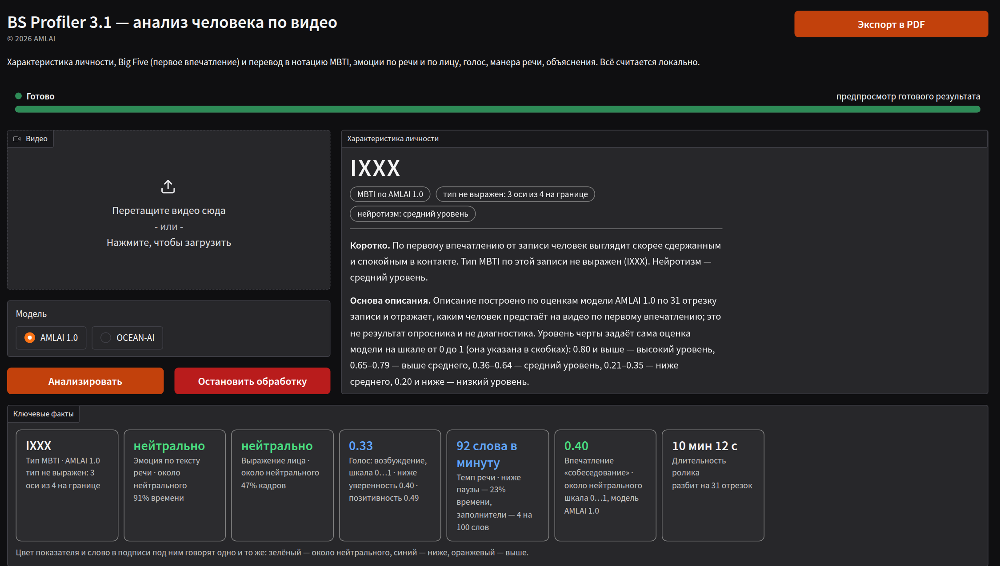 BS Profiler 3.1 — анализ человека по видео
© 2026 AMLAI
Экспорт в PDF
Характеристика личности, Big Five (первое впечатление) и перевод в нотацию MBTI, эмоции по речи и по лицу, голос, манера речи, объяснения. Всё считается локально.
Готово
предпросмотр готового результата
Видео
Перетащите видео сюда
- или -
Нажмите, чтобы загрузить
Модель
AMLAI 1.0
OCEAN-AI
Анализировать
Остановить обработку
Характеристика личности
IXXX
MBTI по AMLAI 1.0
тип не выражен: 3 оси из 4 на границе
нейротизм: средний уровень
Коротко. По первому впечатлению от записи человек выглядит скорее сдержанным
и спокойным в контакте. Тип MBTI по этой записи не выражен (IXXX). Нейротизм —
средний уровень.
Основа описания. Описание построено по оценкам модели AMLAI 1.0 по 31 отрезку
записи и отражает, каким человек предстаёт на видео по первому впечатлению; это
не результат опросника и не диагностика. Уровень черты задаёт сама оценка
модели на шкале от 0 до 1 (она указана в скобках): 0.80 и выше — высокий уровень,
0.65–0.79 — выше среднего, 0.36–0.64 — средний уровень, 0.21–0.35 — ниже
среднего, 0.20 и ниже — низкий уровень.
Ключевые факты
IXXX
Тип MBTI · AMLAI 1.0
тип не выражен: 3
оси из 4 на границе
нейтрально
Эмоция по тексту
речи · около
нейтрального
91% времени
нейтрально
Выражение лица ·
около нейтрального
47% кадров
0.33
Голос: возбуждение,
шкала 0…1 · ниже
уверенность 0.40 ·
позитивность 0.49
92 слова в
минуту
Темп речи · ниже
паузы — 23%
времени,
заполнители — 4 на
100 слов
0.40
Впечатление
«собеседование» ·
около нейтрального
шкала 0…1, модель
AMLAI 1.0
10 мин 12 с
Длительность
ролика
разбит на 31 отрезок
Цвет показателя и слово в подписи под ним говорят одно и то же: зелёный — около нейтрального, синий — ниже, оранжевый — выше.